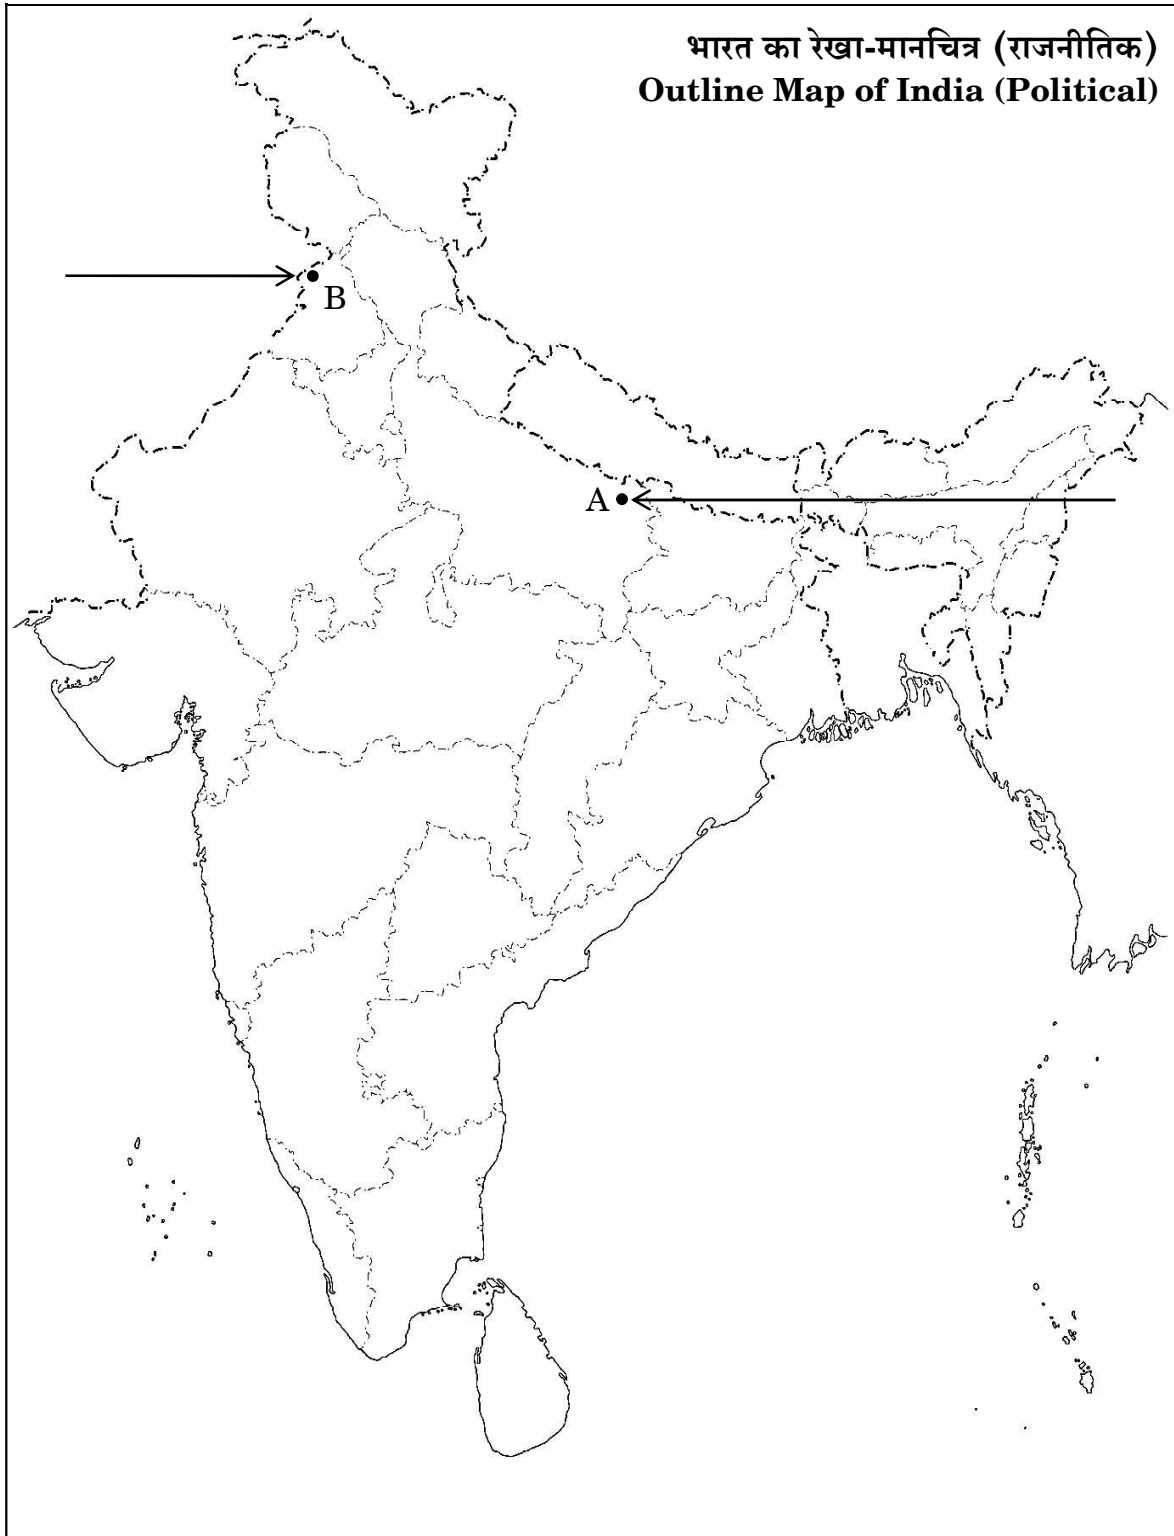 भारत का रेखा-मानचित्र (राजनीतिक)
Outline Map of India (Political)
B
A